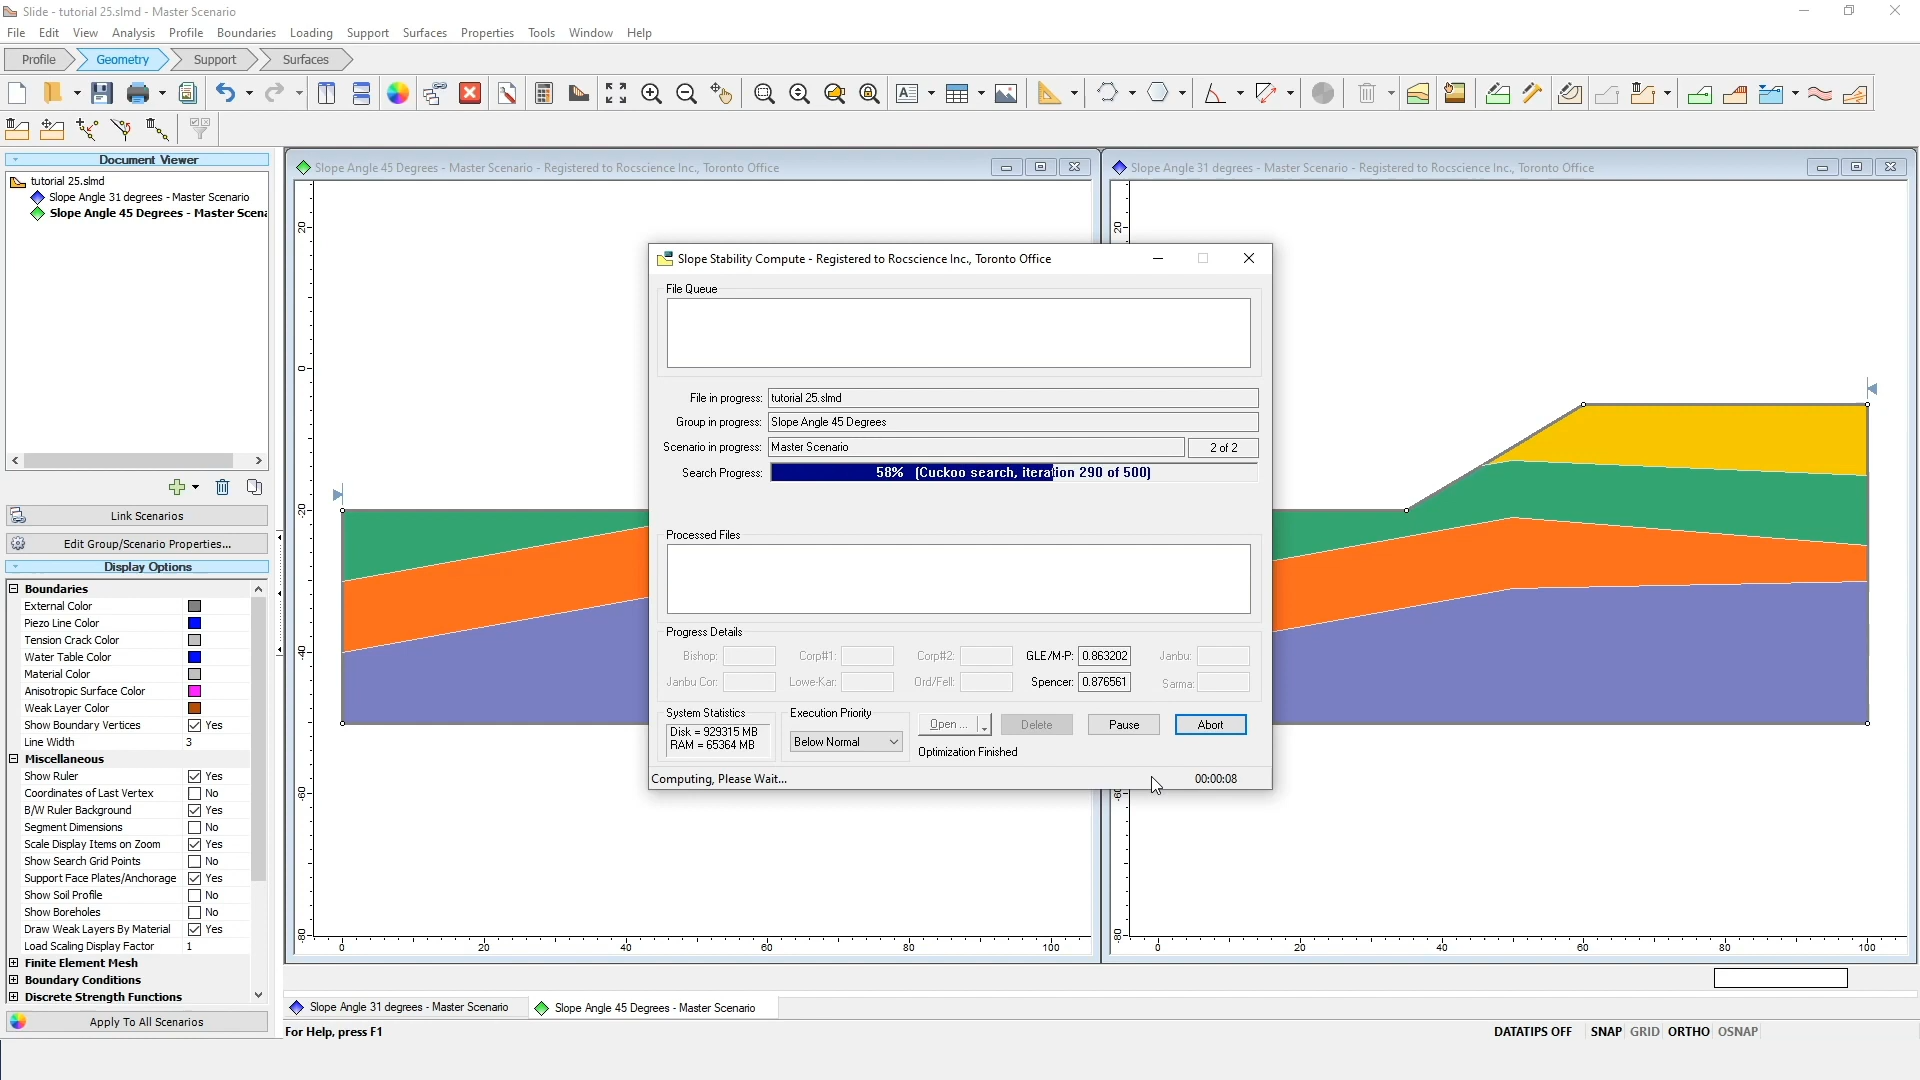 Slide - tutorial 25.slmd - Master Scenario
File Edit View Analysis Profile Boundaries Loading Support Surfaces Properties Tools Window Help
Profile Geometry Support Surfaces
Document Viewer
tutorial 25.slmd
Slope Angle 31 degrees - Master Scenario
Slope Angle 45 Degrees - Master Scena
Link Scenarios
Edit Group/Scenario Properties...
Display Options
Boundaries
External Color
Piezo Line Color
Tension Crack Color
Water Table Color
Material Color
Anisotropic Surface Color
Weak Layer Color
Show Boundary Vertices Yes
Line Width 3
Miscellaneous
Show Ruler Yes
Coordinates of Last Vertex No
B/W Ruler Background Yes
Segment Dimensions No
Scale Display Items on Zoom Yes
Show Search Grid Points No
Support Face Plates/Anchorage Yes
Show Soil Profile No
Show Boreholes No
Draw Weak Layers By Material Yes
Load Scaling Display Factor 1
Finite Element Mesh
Boundary Conditions
Discrete Strength Functions
Apply To All Scenarios
Slope Angle 45 Degrees - Master Scenario - Registered to Rocscience Inc., Toronto Office
20
0
-20
-40
-60
-80
0 20 40 60 80 100
Slope Angle 31 degrees - Master Scenario - Registered to Rocscience Inc., Toronto Office
20
-60
-80
0 20 40 60 80 100
Slope Stability Compute - Registered to Rocscience Inc., Toronto Office
File Queue
File in progress: tutorial 25.slmd
Group in progress: Slope Angle 45 Degrees
Scenario in progress: Master Scenario 2 of 2
Search Progress: 58% (Cuckoo search, iteration 290 of 500)
Processed Files
Progress Details
Bishop: Corp#1: Corp#2: GLE/M-P: 0.863202 Janbu:
Janbu Cor: Lowe-Kar: Ord/Fell: Spencer: 0.876561 Sarma:
System Statistics
Disk = 929315 MB
RAM = 65364 MB
Execution Priority
Below Normal
Open ... Delete Pause Abort
Optimization Finished
Computing, Please Wait... 00:00:08
Slope Angle 31 degrees - Master Scenario Slope Angle 45 Degrees - Master Scenario
For Help, press F1 DATATIPS OFF SNAP GRID ORTHO OSNAP